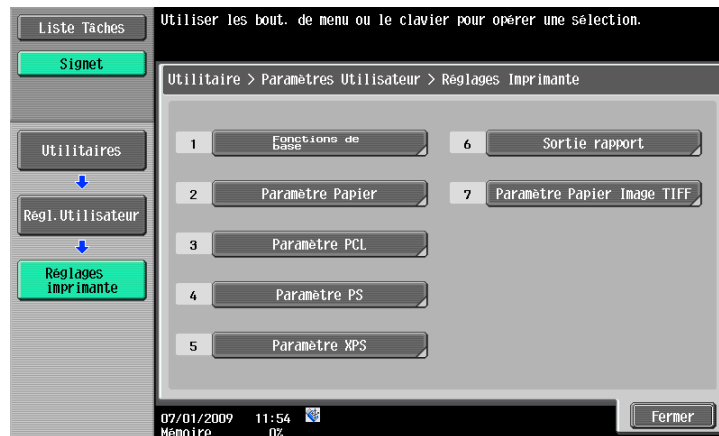 Liste Tâches
Utiliser les bout. de menu ou le clavier pour opérer une sélection.
Signet
Utilitaire > Paramètres Utilisateur > Réglages Imprimante
1 Fonctions de
base
6 Sortie rapport
Utilitaires
2 Paramètre Papier
7 Paramètre Papier Image TIFF
Régl.Utilisateur
3 Paramètre PCL
Réglages
imprimante
4 Paramètre PS
5 Paramètre XPS
07/01/2009 11:54
Mémoire 0%
Fermer